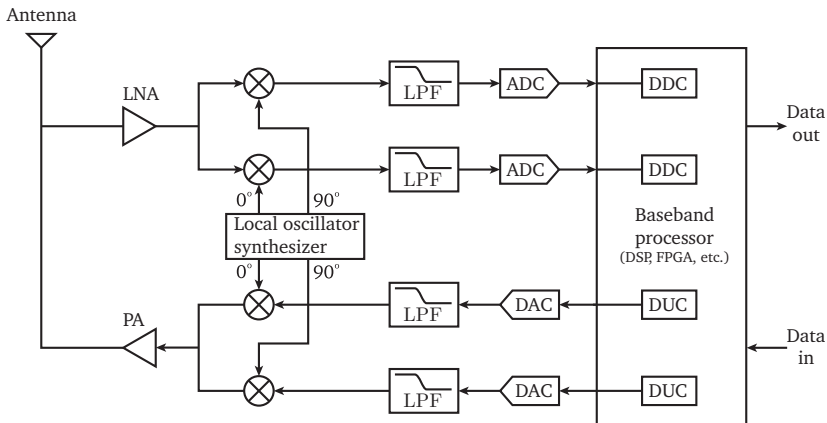 Antenna
LNA
LPF
ADC
DDC
Data
out
LPF
ADC
DDC
0° 90°
Local oscillator
synthesizer
0° 90°
Baseband
processor
(DSP, FPGA, etc.)
PA
LPF
DAC
DUC
Data
in
LPF
DAC
DUC